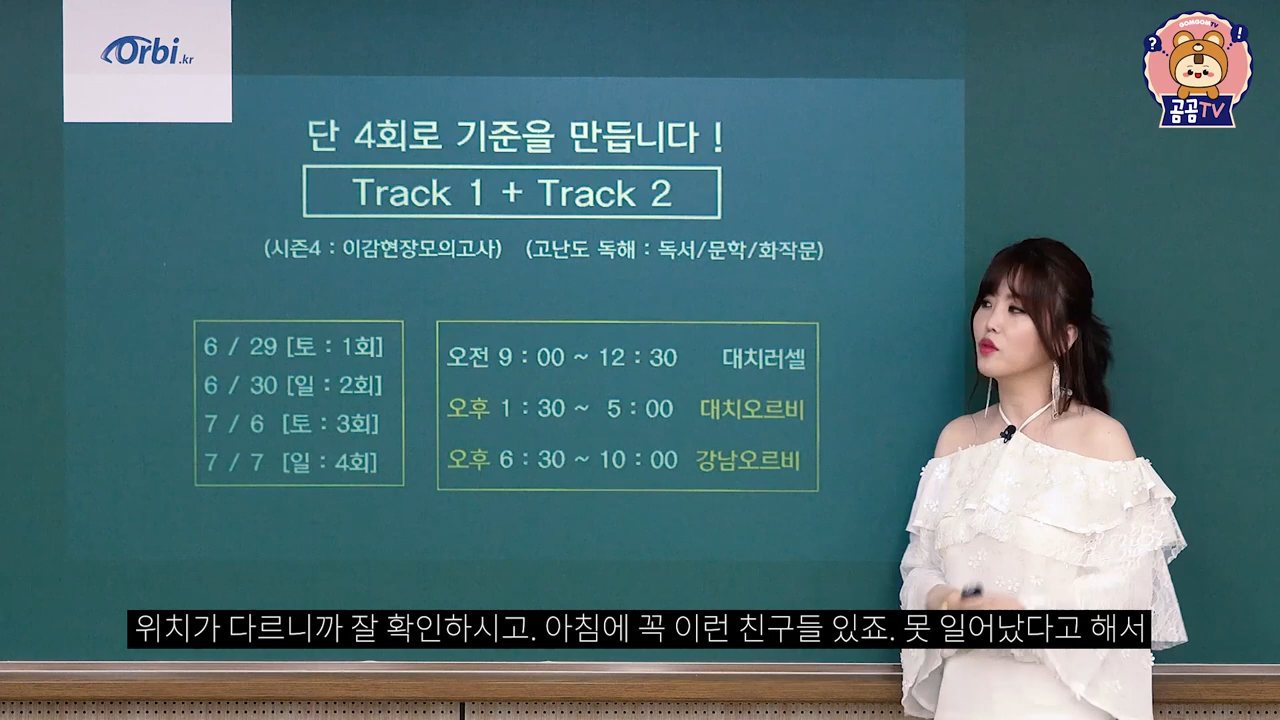 Orbi.kr
GOMGOMTV
?
!
곰곰TV
단 4회로 기준을 만듭니다 !
Track 1 + Track 2
(시즌4 : 이감현장모의고사) (고난도 독해 : 독서/문학/화작문)
6 / 29 [토 : 1회]
6 / 30 [일 : 2회]
7 / 6 [토 : 3회]
7 / 7 [일 : 4회]
오전 9 : 00 ~ 12 : 30 대치러셀
오후 1 : 30 ~ 5 : 00 대치오르비
오후 6 : 30 ~ 10 : 00 강남오르비
위치가 다르니까 잘 확인하시고. 아침에 꼭 이런 친구들 있죠. 못 일어났다고 해서